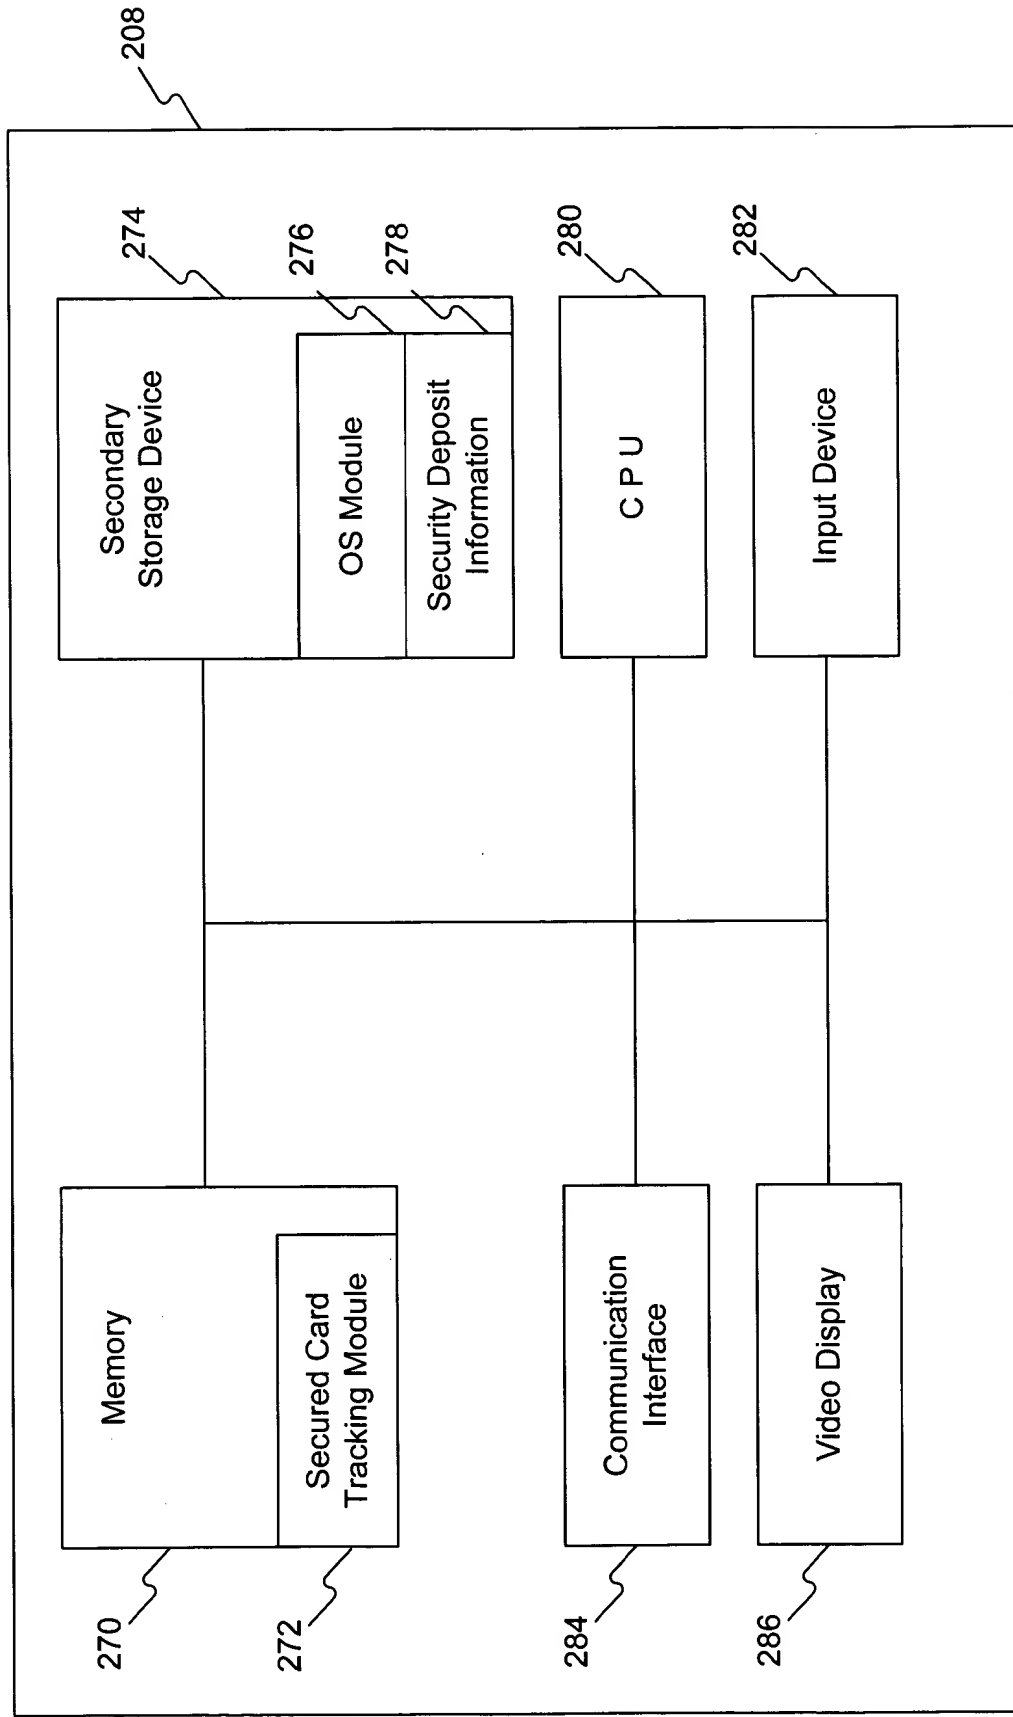 208
270
Memory
272
Secured Card
Tracking Module
274
Secondary
Storage Device
276
OS Module
278
Security Deposit
Information
284
Communication
Interface
280
C P U
286
Video Display
282
Input Device